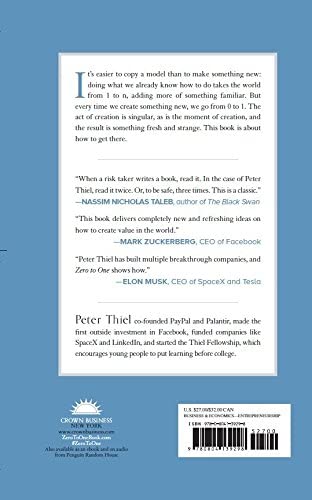 It's easier to copy a model than to make something new:
doing what we already know how to do takes the world
from 1 to n, adding more of something familiar. But
every time we create something new, we go from 0 to 1. The
act of creation is singular, as is the moment of creation, and
the result is something fresh and strange. This book is about
how to get there.
"When a risk taker writes a book, read it. In the case of Peter
Thiel, read it twice. Or, to be safe, three times. This is a classic."
—NASSIM NICHOLAS TALEB, author of The Black Swan
"This book delivers completely new and refreshing ideas on
how to create value in the world."
—MARK ZUCKERBERG, CEO of Facebook
"Peter Thiel has built multiple breakthrough companies, and
Zero to One shows how."
—ELON MUSK, CEO of SpaceX and Tesla
Peter Thiel co-founded PayPal and Palantir, made the
first outside investment in Facebook, funded companies like
SpaceX and LinkedIn, and started the Thiel Fellowship, which
encourages young people to put learning before college.
CROWN BUSINESS
NEW YORK
www.crownbusiness.com
ZeroToOneBook.com
#ZeroToOne
Also available as an ebook and on audio
from Penguin Random House
U.S. $27.00/$32.00 CAN
BUSINESS & ECONOMICS—ENTREPRENEURSHIP
ISBN 978-0-8041-3929-8
52700
9 780804 139298